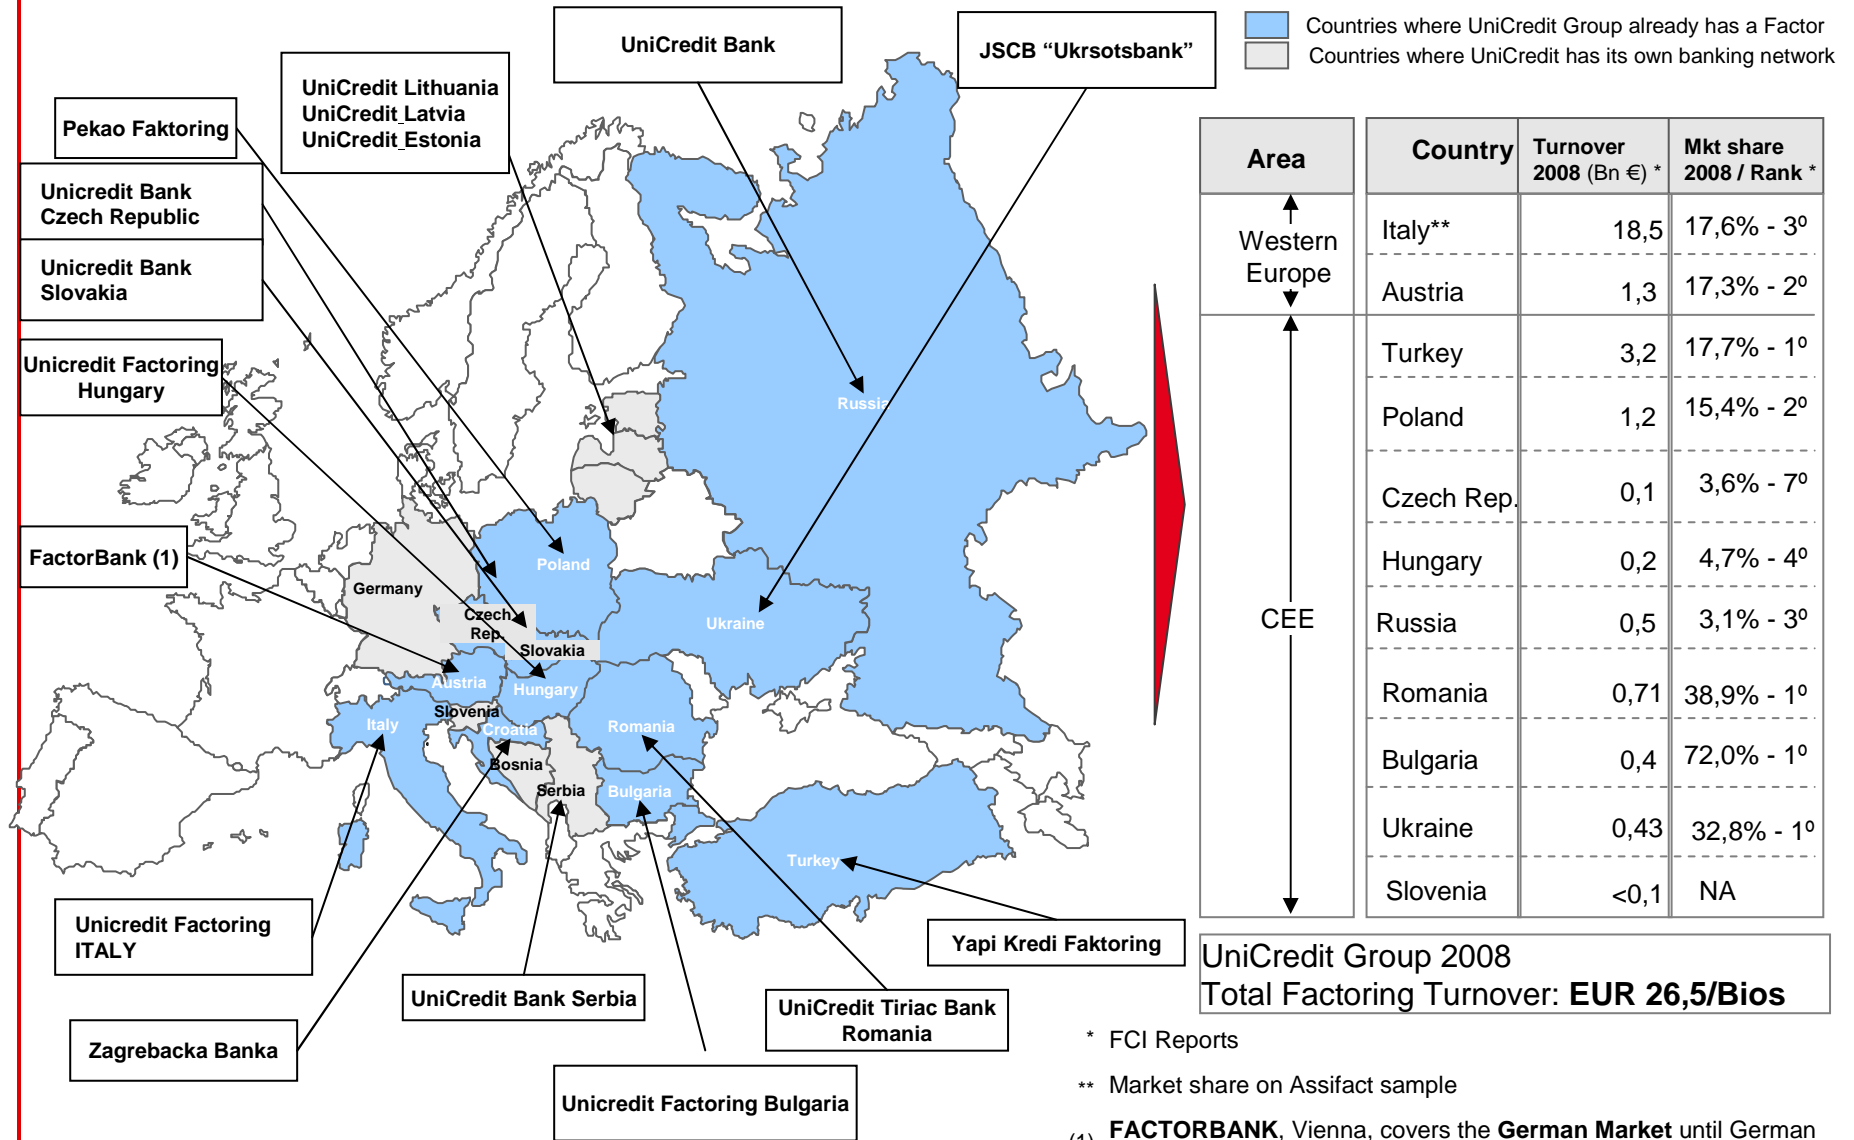 UniCredit Bank
JSCB “Ukrsotsbank”
Countries where UniCredit Group already has a Factor
Countries where UniCredit has its own banking network
UniCredit Lithuania
UniCredit_Latvia
UniCredit_Estonia
Pekao Faktoring
Unicredit Bank
Czech Republic
Unicredit Bank
Slovakia
Unicredit Factoring
Hungary
FactorBank (1)
Russia
Poland
Germany
Czech
Rep.
Slovakia
Ukraine
Austria
Hungary
Slovenia
Italy
Croatia
Romania
Bosnia
Serbia
Bulgaria
Turkey
Unicredit Factoring
ITALY
Zagrebacka Banka
UniCredit Bank Serbia
Unicredit Factoring Bulgaria
UniCredit Tiriac Bank
Romania
Yapi Kredi Faktoring
Area
Country
Turnover
2008 (Bn €) *
Mkt share
2008 / Rank *
Western
Europe
Italy** 18,5 17,6% - 3º
Austria 1,3 17,3% - 2º
CEE
Turkey 3,2 17,7% - 1º
Poland 1,2 15,4% - 2º
Czech Rep. 0,1 3,6% - 7º
Hungary 0,2 4,7% - 4º
Russia 0,5 3,1% - 3º
Romania 0,71 38,9% - 1º
Bulgaria 0,4 72,0% - 1º
Ukraine 0,43 32,8% - 1º
Slovenia <0,1 NA
UniCredit Group 2008
Total Factoring Turnover: EUR 26,5/Bios
* FCI Reports
** Market share on Assifact sample
(1) FACTORBANK, Vienna, covers the German Market until German